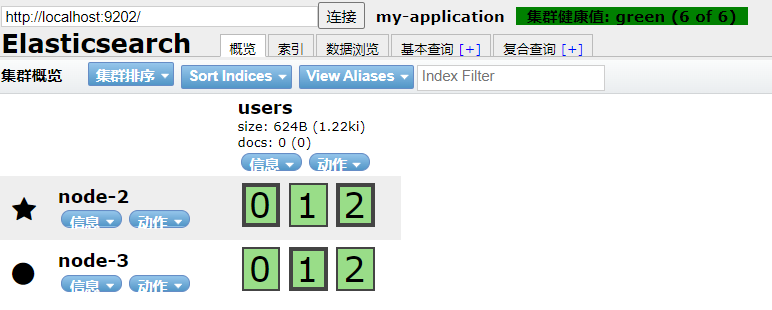 http://localhost:9202/ 连接 my-application 集群健康值: green (6 of 6)
Elasticsearch 概览 索引 数据浏览 基本查询 [+] 复合查询 [+]
集群概览 集群排序 Sort Indices View Aliases Index Filter
users
size: 624B (1.22ki)
docs: 0 (0)
信息 动作
node-2 0 1 2
信息 动作
node-3 0 1 2
信息 动作